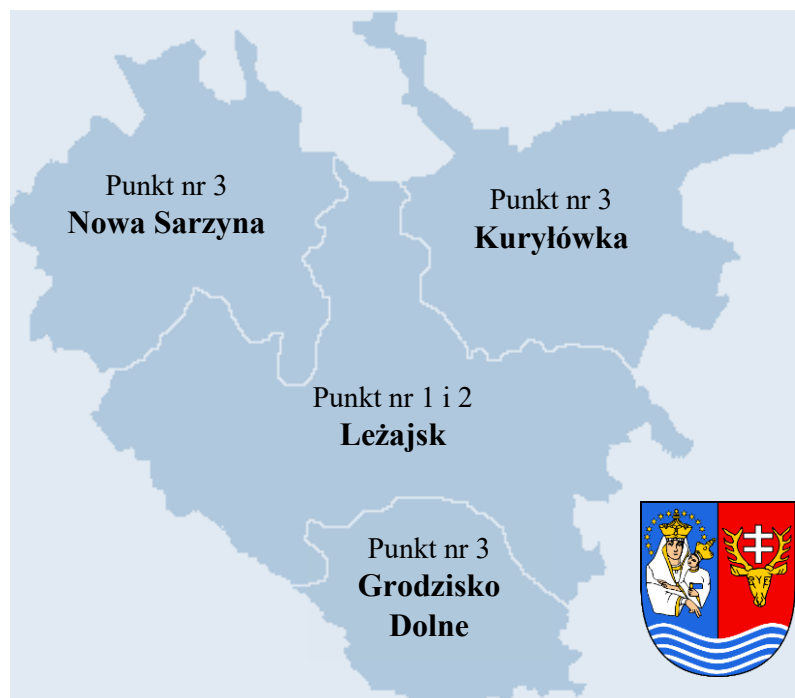 Punkt nr 3
Nowa Sarzyna
Punkt nr 3
Kuryłówka
Punkt nr 1 i 2
Leżajsk
Punkt nr 3
Grodzisko
Dolne